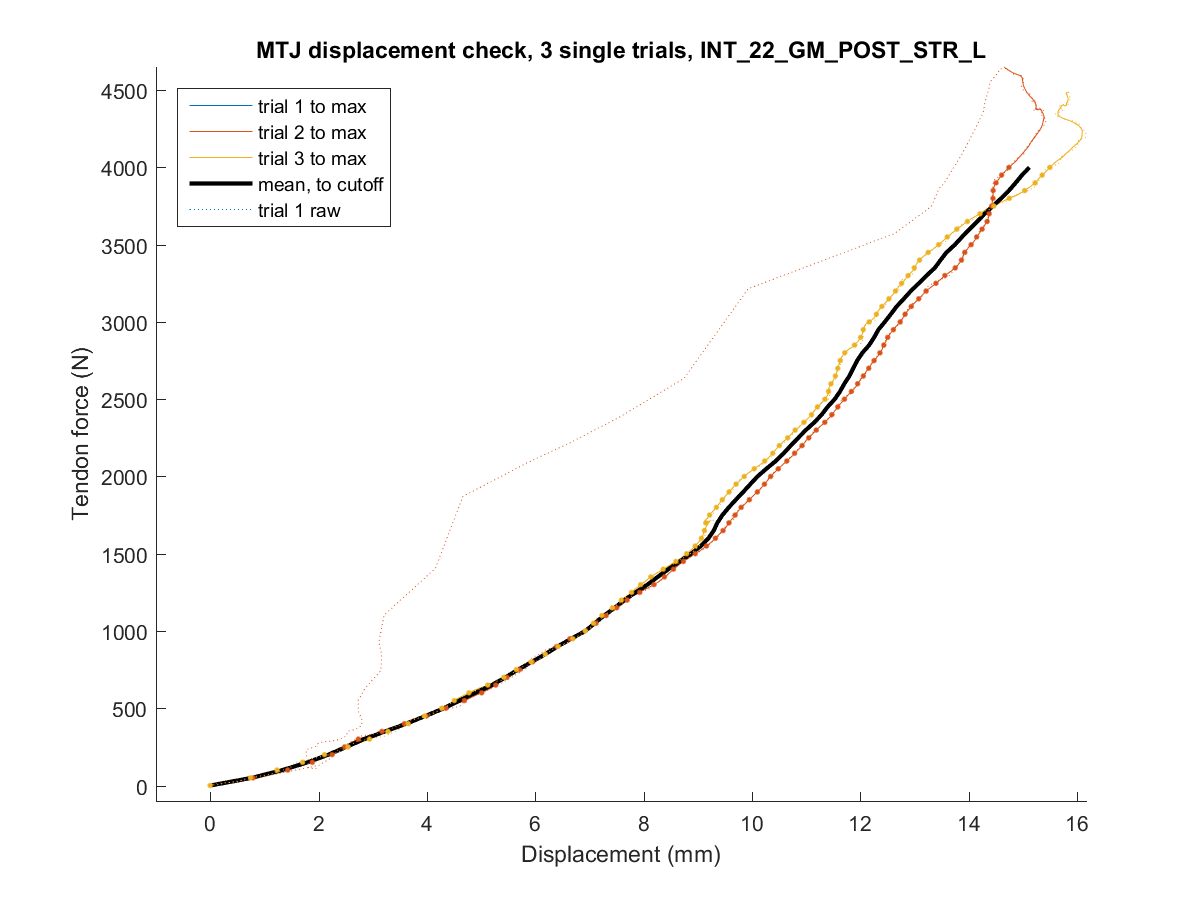 MTJ displacement check, 3 single trials, INT_22_GM_POST_STR_L
trial 1 to max
trial 2 to max
trial 3 to max
mean, to cutoff
trial 1 raw
4500
4000
3500
3000
2500
2000
1500
1000
500
0
Tendon force (N)
0 2 4 6 8 10 12 14 16
Displacement (mm)